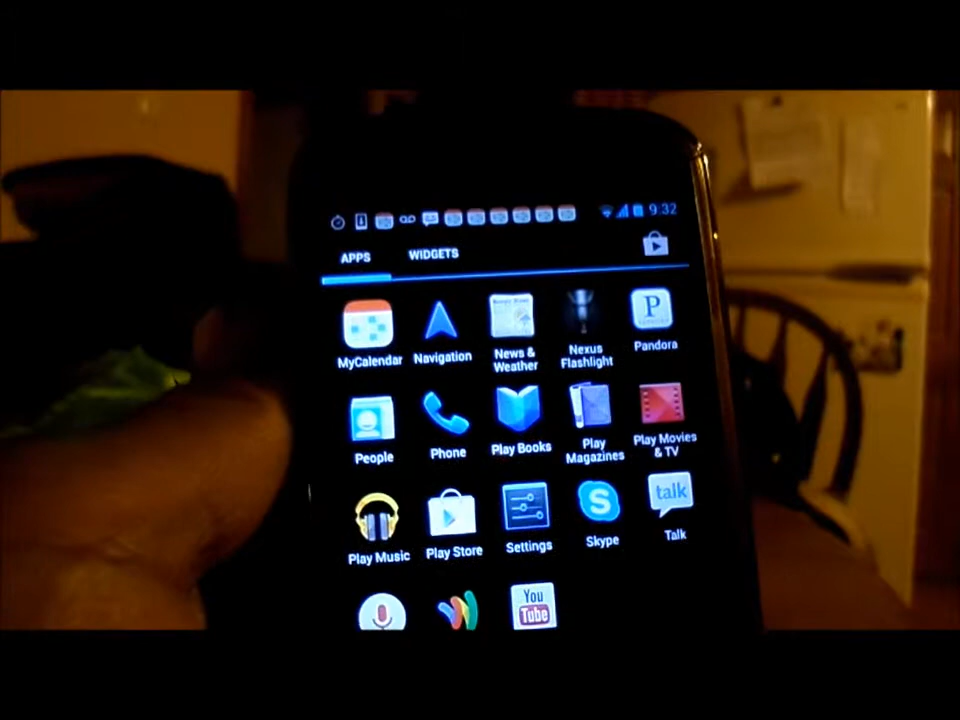 9:32
APPS WIDGETS
MyCalendar Navigation News & Weather Nexus Flashlight P Pandora
People Phone Play Books Play Magazines Play Movies & TV
Play Music Play Store Settings S Skype talk Talk
You Tube